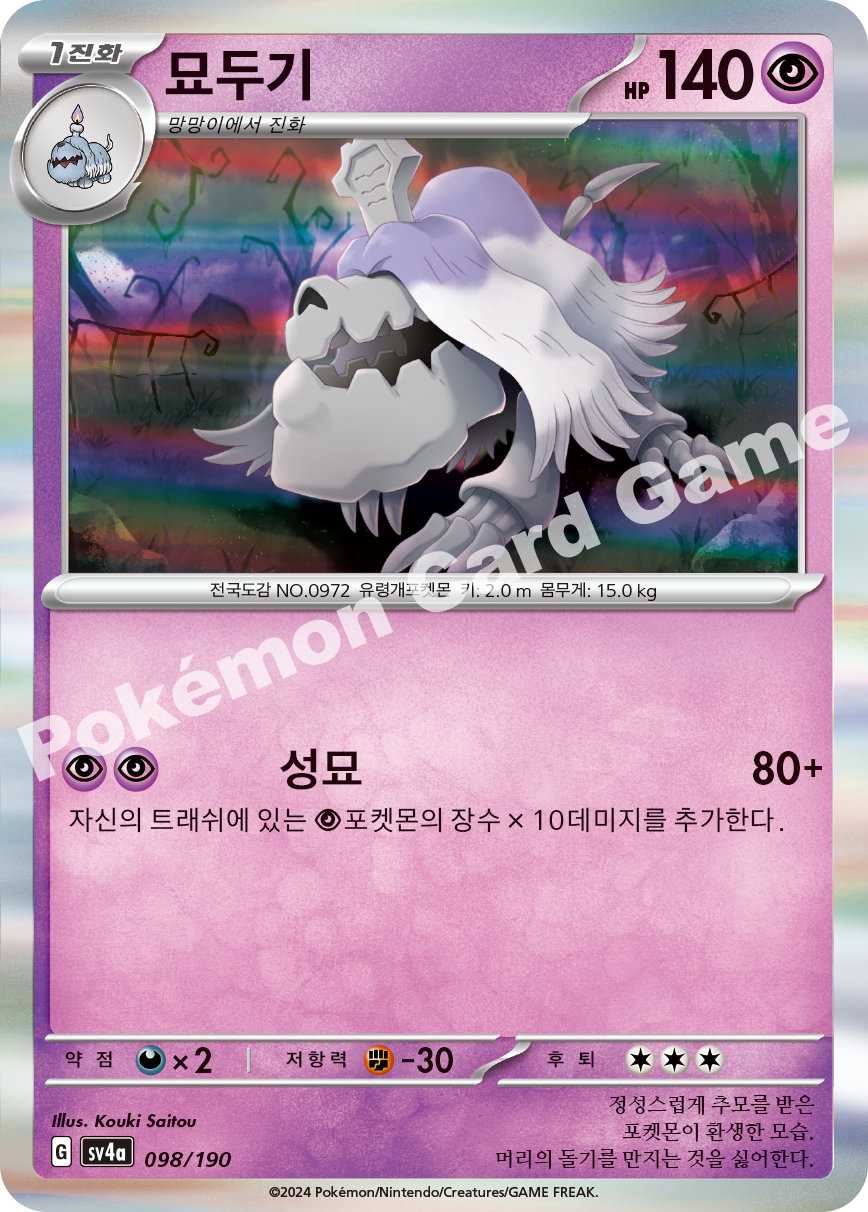 1진화
묘두기
HP 140
망망이에서 진화
전국도감 NO.0972 유령개포켓몬 키: 2.0 m 몸무게: 15.0 kg
Pokémon Card Game
성묘 80+
자신의 트래쉬에 있는 포켓몬의 장수 × 10데미지를 추가한다.
약점 ×2 저항력 -30 후퇴
Illus. Kouki Saitou
정성스럽게 추모를 받은
포켓몬이 환생한 모습.
머리의 돌기를 만지는 것을 싫어한다.
G sv4a 098/190
©2024 Pokémon/Nintendo/Creatures/GAME FREAK.